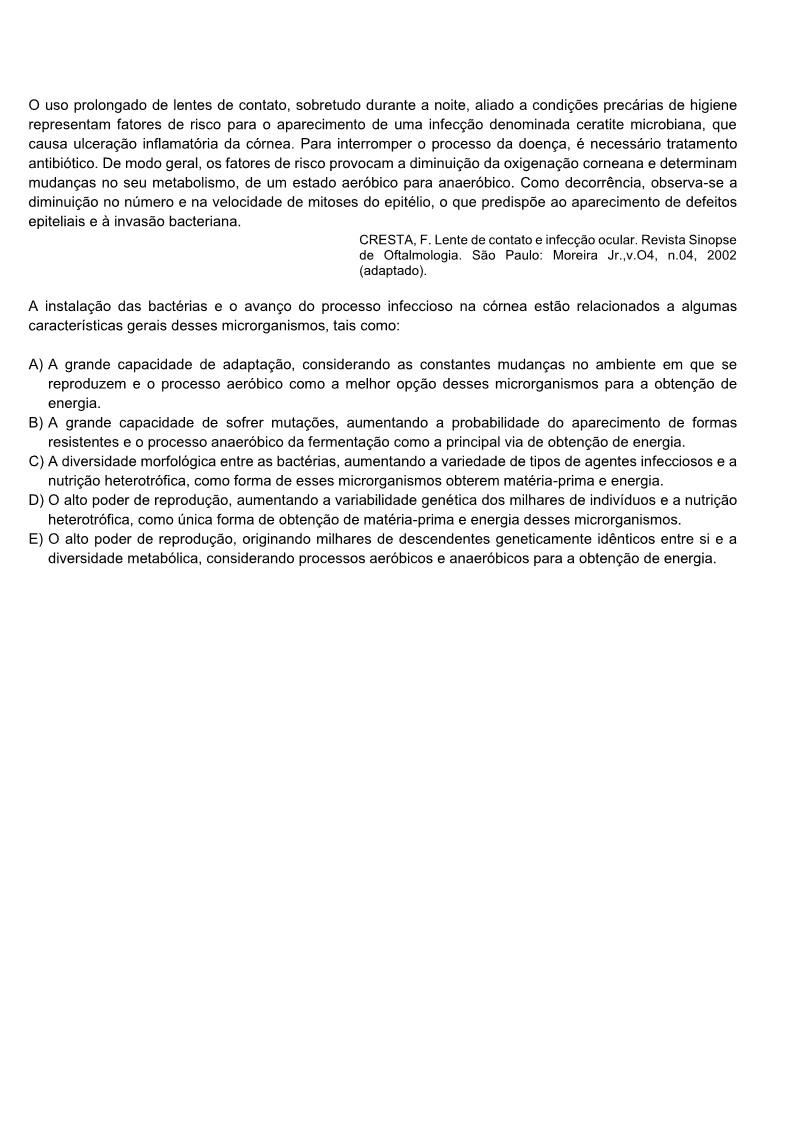 O uso prolongado de lentes de contato, sobretudo durante a noite, aliado a condições precárias de higiene
representam fatores de risco para o aparecimento de uma infecção denominada ceratite microbiana, que
causa ulceração inflamatória da córnea. Para interromper o processo da doença, é necessário tratamento
antibiótico. De modo geral, os fatores de risco provocam a diminuição da oxigenação corneana e determinam
mudanças no seu metabolismo, de um estado aeróbico para anaeróbico. Como decorrência, observa-se a
diminuição no número e na velocidade de mitoses do epitélio, o que predispõe ao aparecimento de defeitos
epiteliais e à invasão bacteriana.
CRESTA, F. Lente de contato e infecção ocular. Revista Sinopse
de Oftalmologia. São Paulo: Moreira Jr.,v.O4, n.04, 2002
(adaptado).
A instalação das bactérias e o avanço do processo infeccioso na córnea estão relacionados a algumas
características gerais desses microrganismos, tais como:
A) A grande capacidade de adaptação, considerando as constantes mudanças no ambiente em que se
reproduzem e o processo aeróbico como a melhor opção desses microrganismos para a obtenção de
energia.
B) A grande capacidade de sofrer mutações, aumentando a probabilidade do aparecimento de formas
resistentes e o processo anaeróbico da fermentação como a principal via de obtenção de energia.
C) A diversidade morfológica entre as bactérias, aumentando a variedade de tipos de agentes infecciosos e a
nutrição heterotrófica, como forma de esses microrganismos obterem matéria-prima e energia.
D) O alto poder de reprodução, aumentando a variabilidade genética dos milhares de indivíduos e a nutrição
heterotrófica, como única forma de obtenção de matéria-prima e energia desses microrganismos.
E) O alto poder de reprodução, originando milhares de descendentes geneticamente idênticos entre si e a
diversidade metabólica, considerando processos aeróbicos e anaeróbicos para a obtenção de energia.